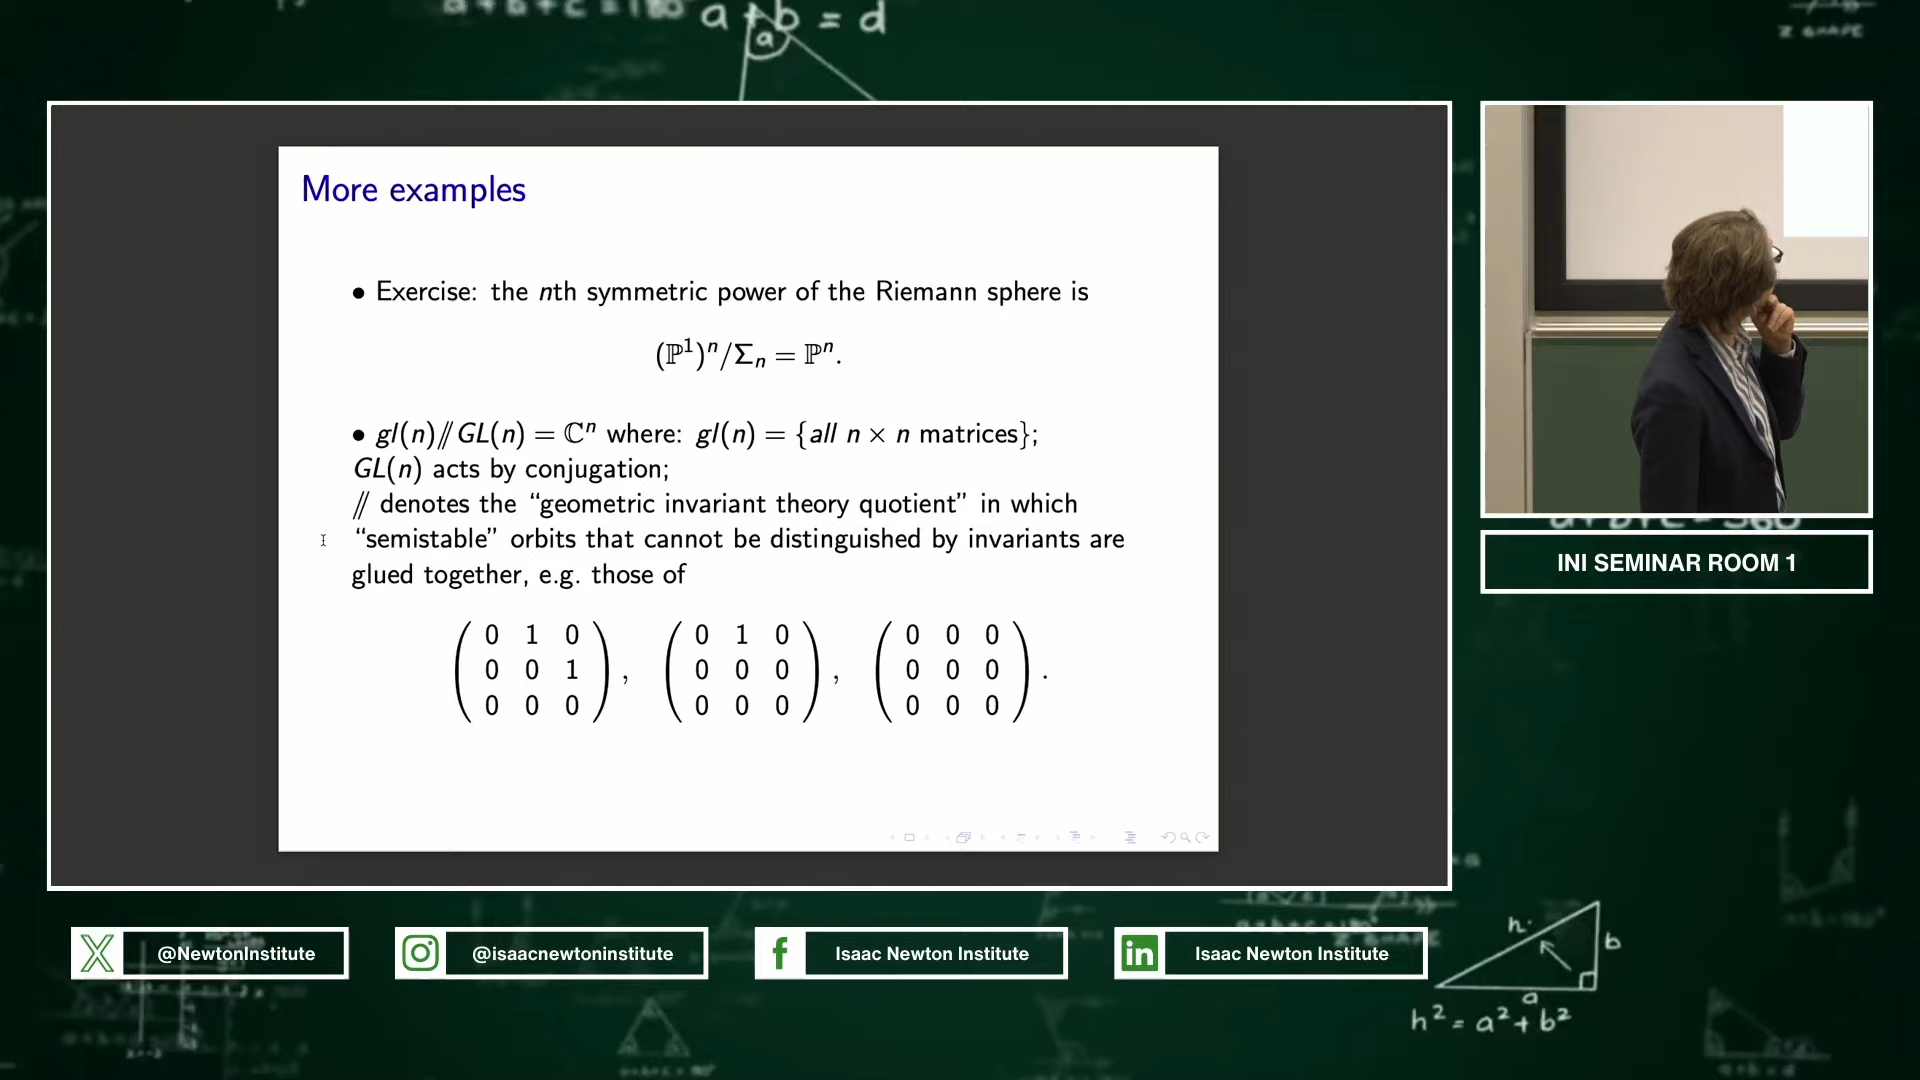 a + b + c = 180
a + b = d
a
Z SHAPE
More examples
• Exercise: the nth symmetric power of the Riemann sphere is
(ℙ¹)ⁿ/Σₙ = ℙⁿ.
• gl(n)//GL(n) = ℂⁿ where: gl(n) = {all n × n matrices};
GL(n) acts by conjugation;
// denotes the “geometric invariant theory quotient” in which
“semistable” orbits that cannot be distinguished by invariants are
glued together, e.g. those of
( 0 1 0 ) ( 0 1 0 ) ( 0 0 0 )
( 0 0 1 ) , ( 0 0 0 ) , ( 0 0 0 ) .
( 0 0 0 ) ( 0 0 0 ) ( 0 0 0 )
INI SEMINAR ROOM 1
@NewtonInstitute
@isaacnewtoninstitute
f
Isaac Newton Institute
in
Isaac Newton Institute
h
b
a
h² = a² + b²